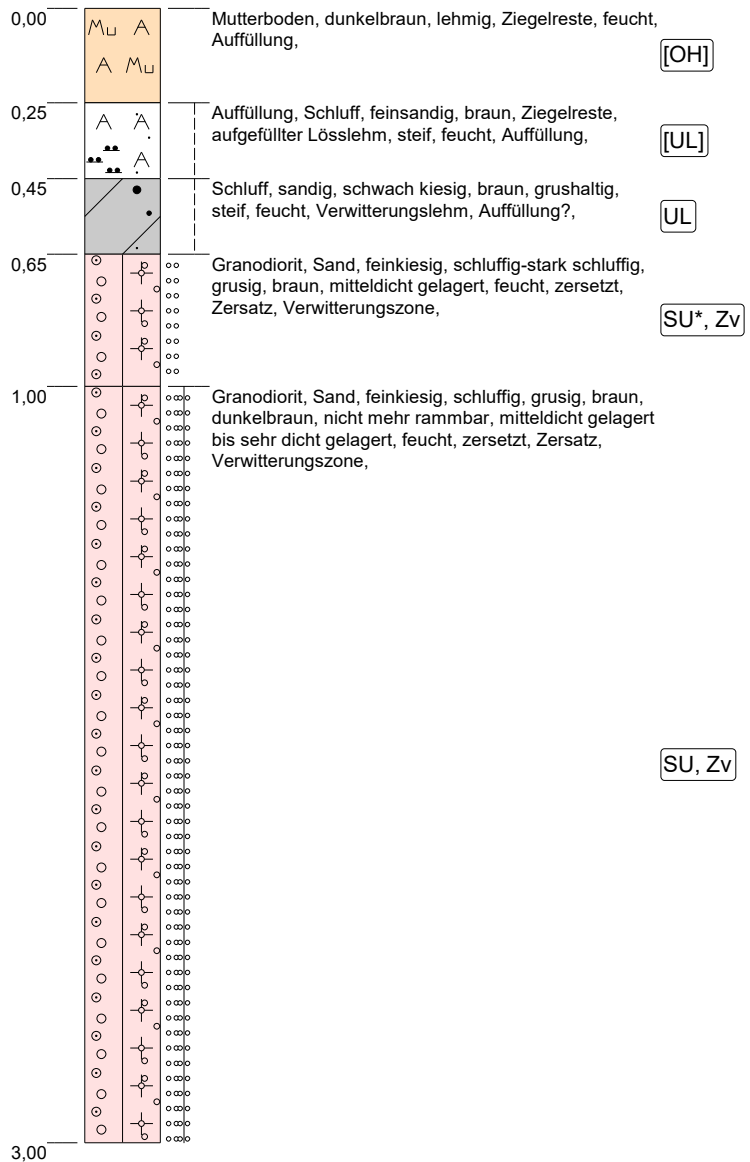 0,00
Mutterboden, dunkelbraun, lehmig, Ziegelreste, feucht,
Auffüllung,
[OH]
Mu A
A Mu
0,25
Auffüllung, Schluff, feinsandig, braun, Ziegelreste,
aufgefüllter Lösslehm, steif, feucht, Auffüllung,
[UL]
A A
A
0,45
Schluff, sandig, schwach kiesig, braun, grushaltig,
steif, feucht, Verwitterungslehm, Auffüllung?,
UL
0,65
Granodiorit, Sand, feinkiesig, schluffig-stark schluffig,
grusig, braun, mitteldicht gelagert, feucht, zersetzt,
Zersatz, Verwitterungszone,
SU*, Zv
1,00
Granodiorit, Sand, feinkiesig, schluffig, grusig, braun,
dunkelbraun, nicht mehr rammbar, mitteldicht gelagert
bis sehr dicht gelagert, feucht, zersetzt, Zersatz,
Verwitterungszone,
SU, Zv
3,00